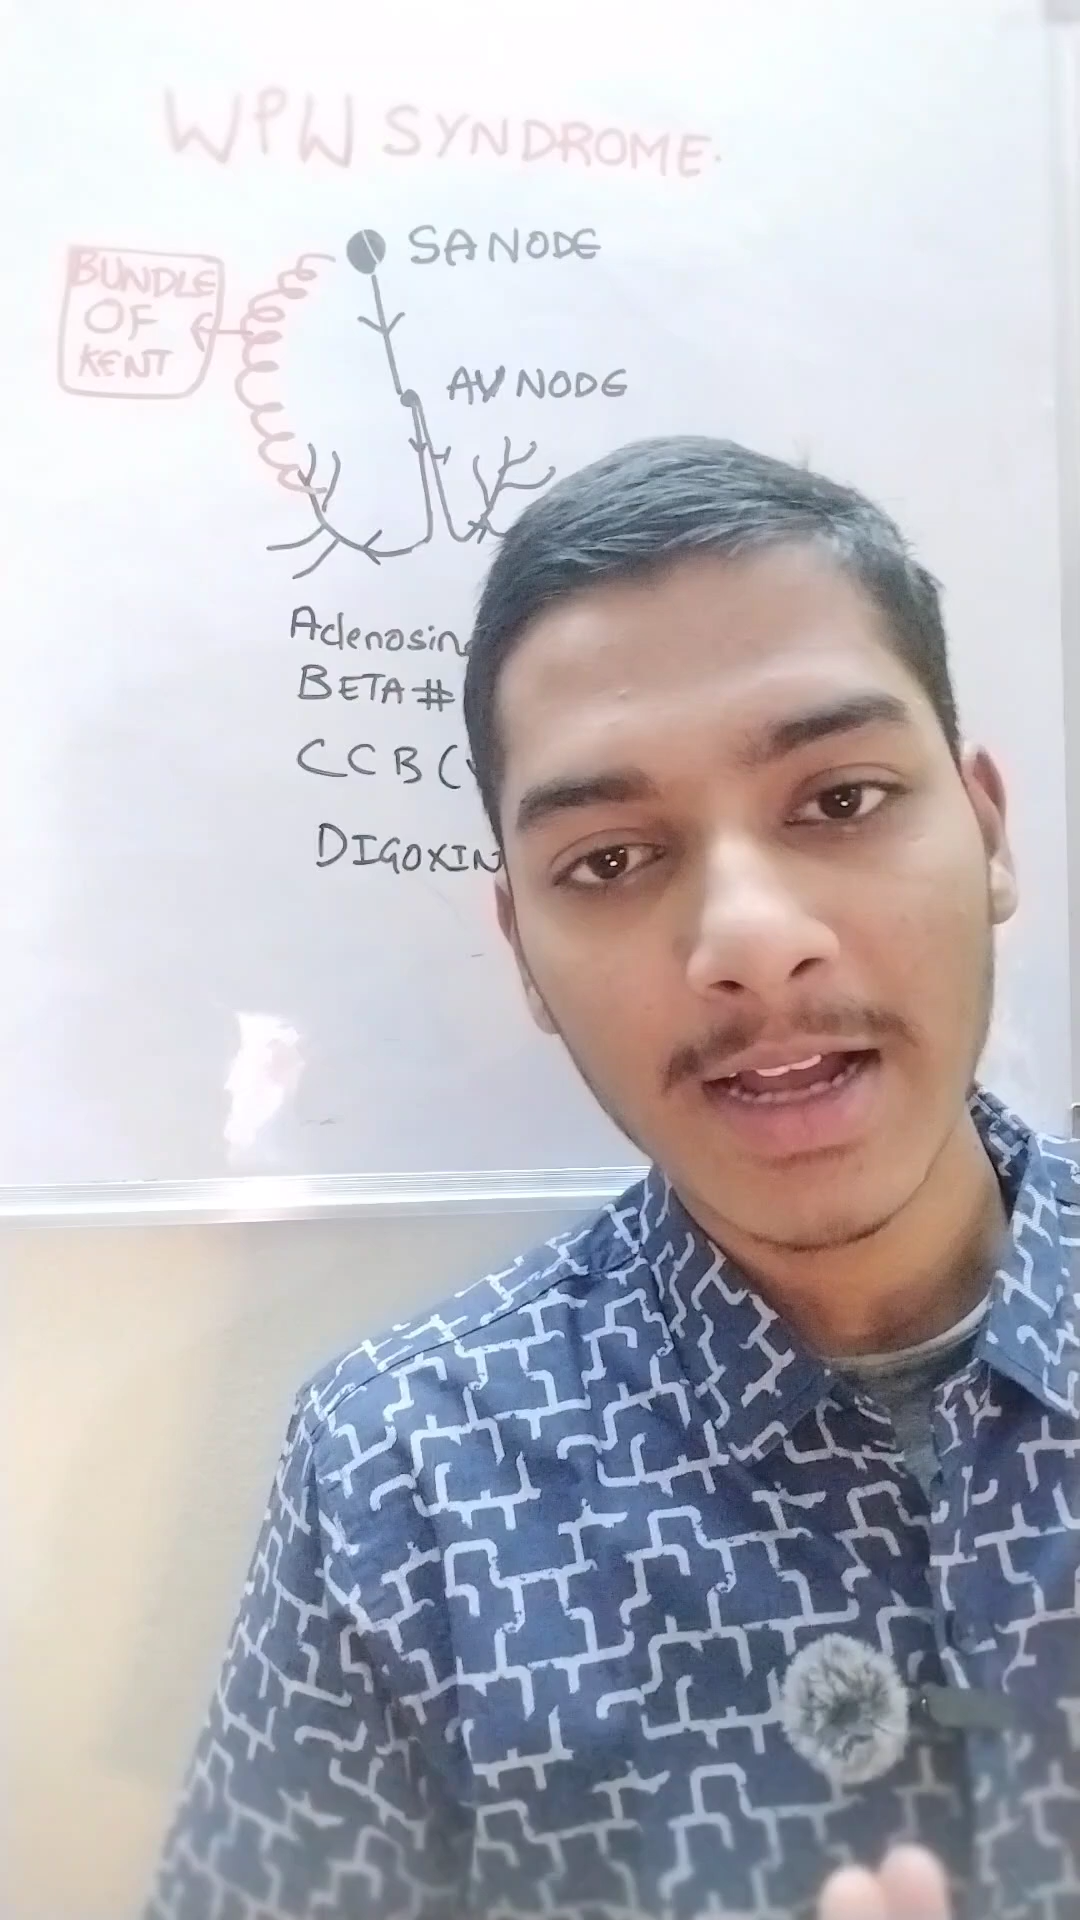 WPW SYNDROME.
SA NODE
BUNDLE
OF
KENT
AV NODE
Adenosin
BETA #
CCB (
DIGOXIN